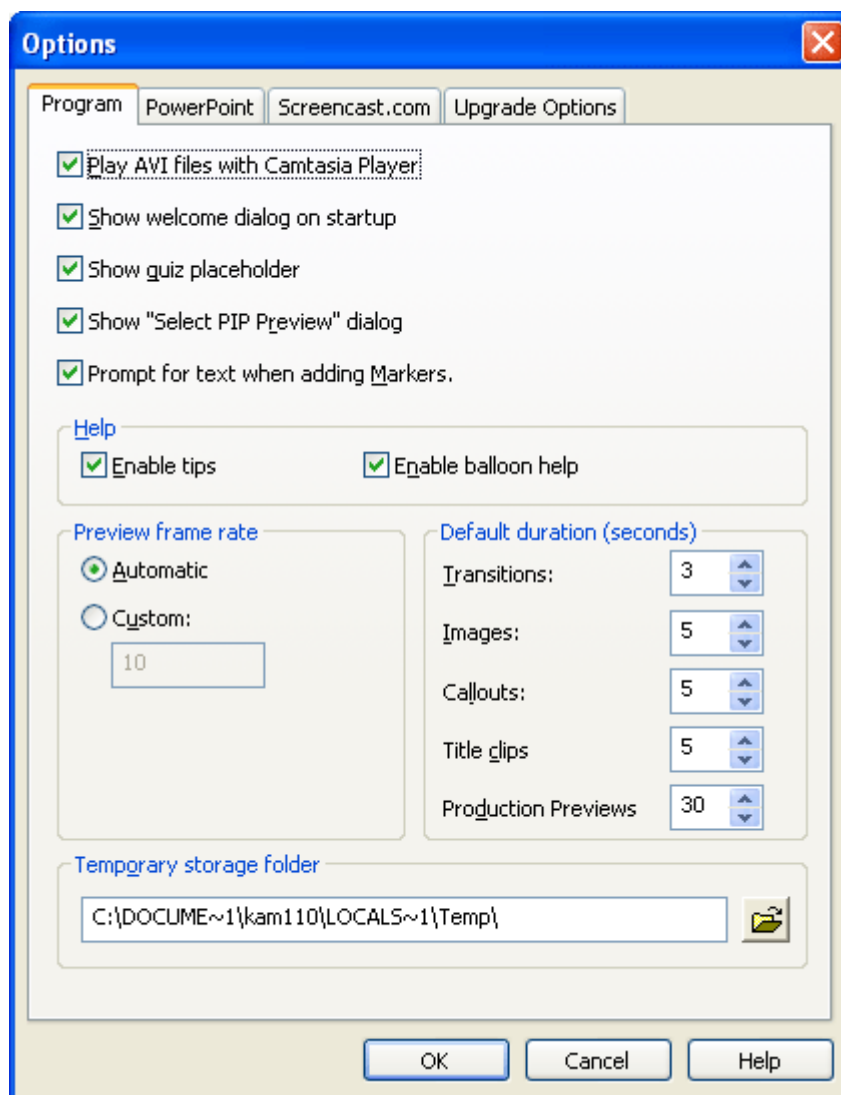 Options
Program PowerPoint Screencast.com Upgrade Options
Play AVI files with Camtasia Player
Show welcome dialog on startup
Show quiz placeholder
Show "Select PIP Preview" dialog
Prompt for text when adding Markers.
Help
Enable tips Enable balloon help
Preview frame rate
Automatic
Custom:
10
Default duration (seconds)
Transitions: 3
Images: 5
Callouts: 5
Title clips 5
Production Previews 30
Temporary storage folder
C:\DOCUME~1\kam110\LOCALS~1\Temp\
OK Cancel Help